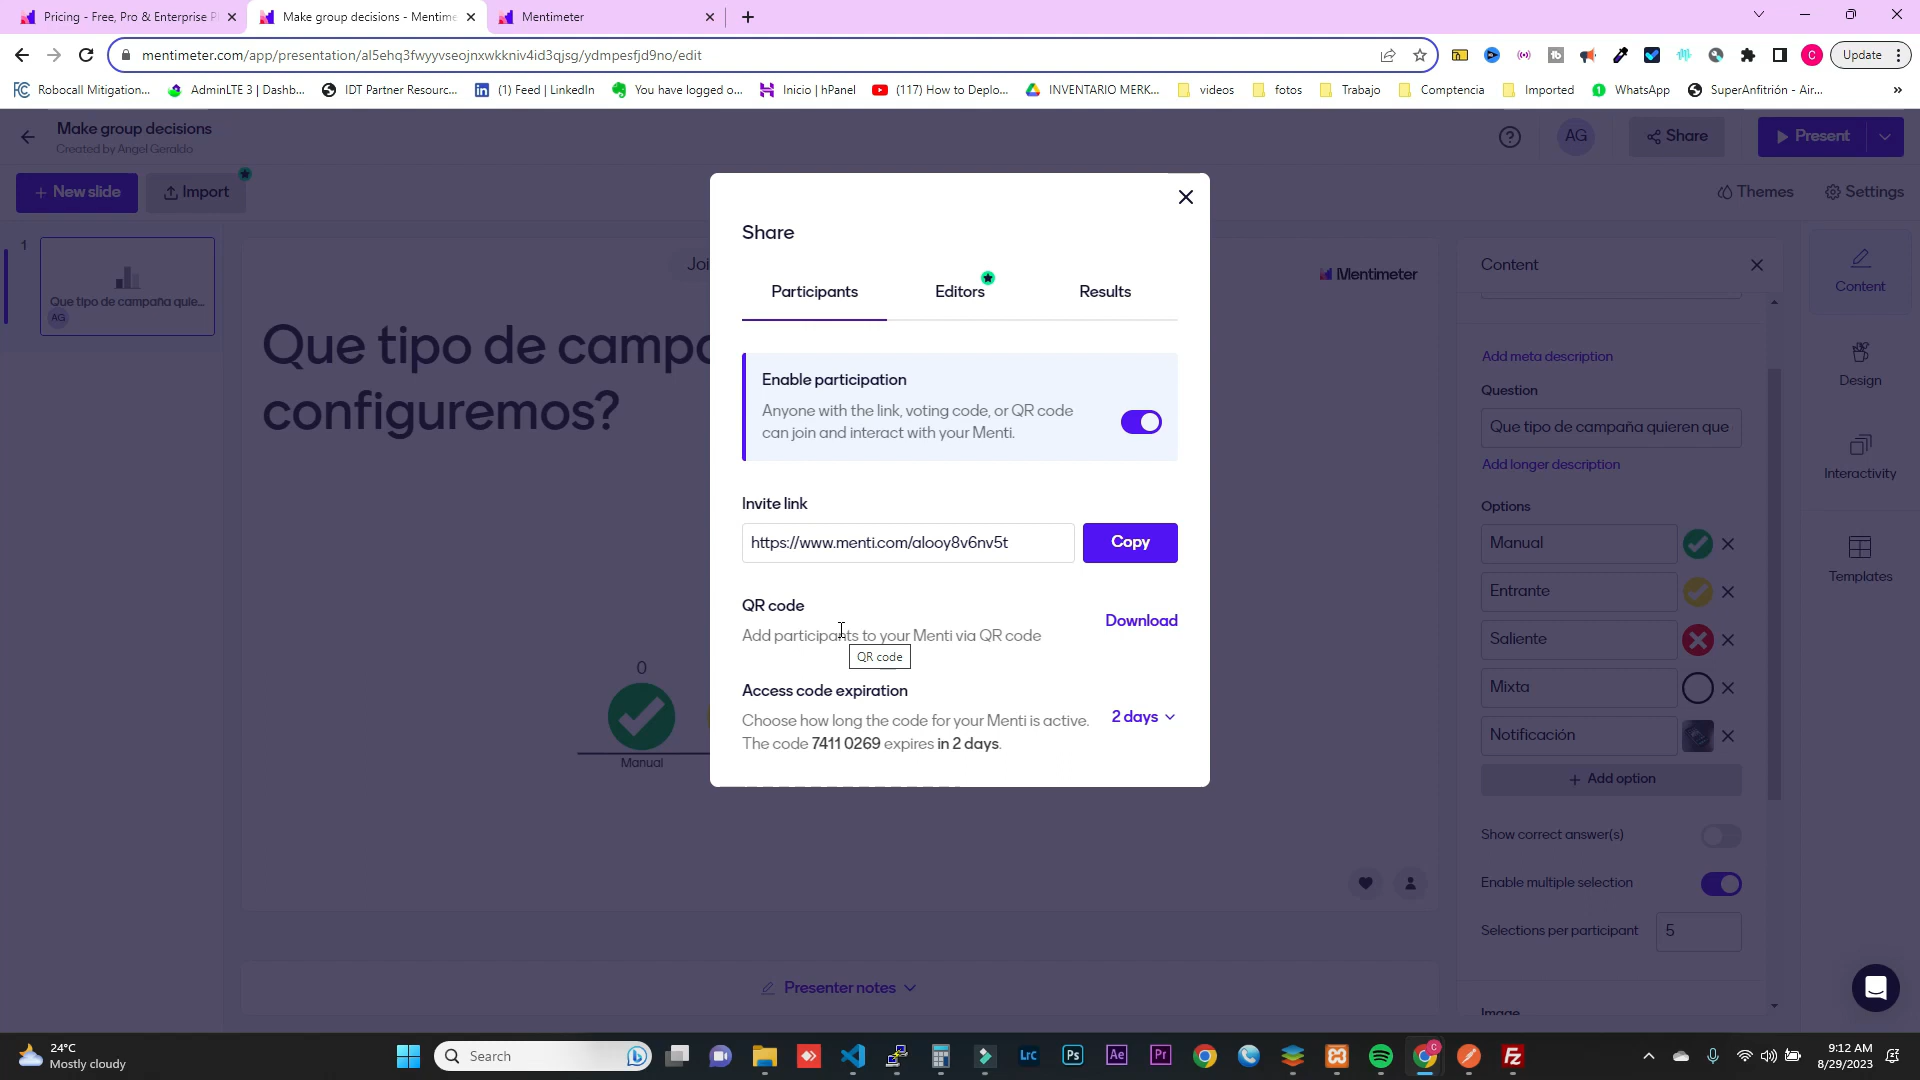 Pricing - Free, Pro & Enterprise P
Make group decisions - Mentime
Mentimeter
mentimeter.com/app/presentation/al5ehq3fwyyvseojnxwkkniv4id3qjsg/ydmpesfjd9no/edit
Update
Robocall Mitigation...
AdminLTE 3 | Dashb...
IDT Partner Resourc...
(1) Feed | LinkedIn
You have logged o...
Inicio | hPanel
(117) How to Deplo...
INVENTARIO MERK...
videos
fotos
Trabajo
Comptencia
Imported
WhatsApp
SuperAnfitrión - Air...
»
Make group decisions
Created by Angel Geraldo
AG
Share
Present
+ New slide
Import
Themes
Settings
1
Que tipo de campaña quie...
AG
Joi
Mentimeter
Que tipo de campa
configuremos?
0
Manual
Share
Participants
Editors
Results
Enable participation
Anyone with the link, voting code, or QR code
can join and interact with your Menti.
Invite link
https://www.menti.com/alooy8v6nv5t
Copy
QR code
Add participants to your Menti via QR code
Download
QR code
Access code expiration
Choose how long the code for your Menti is active.
The code 7411 0269 expires in 2 days.
2 days
Content
Add meta description
Question
Que tipo de campaña quieren que
Add longer description
Options
Manual
Entrante
Saliente
Mixta
Notificación
+ Add option
Show correct answer(s)
Enable multiple selection
Selections per participant
5
Image
Content
Design
Interactivity
Templates
Presenter notes
24°C
Mostly cloudy
Search
Lrc
Ps
Ae
Pr
9:12 AM
8/29/2023